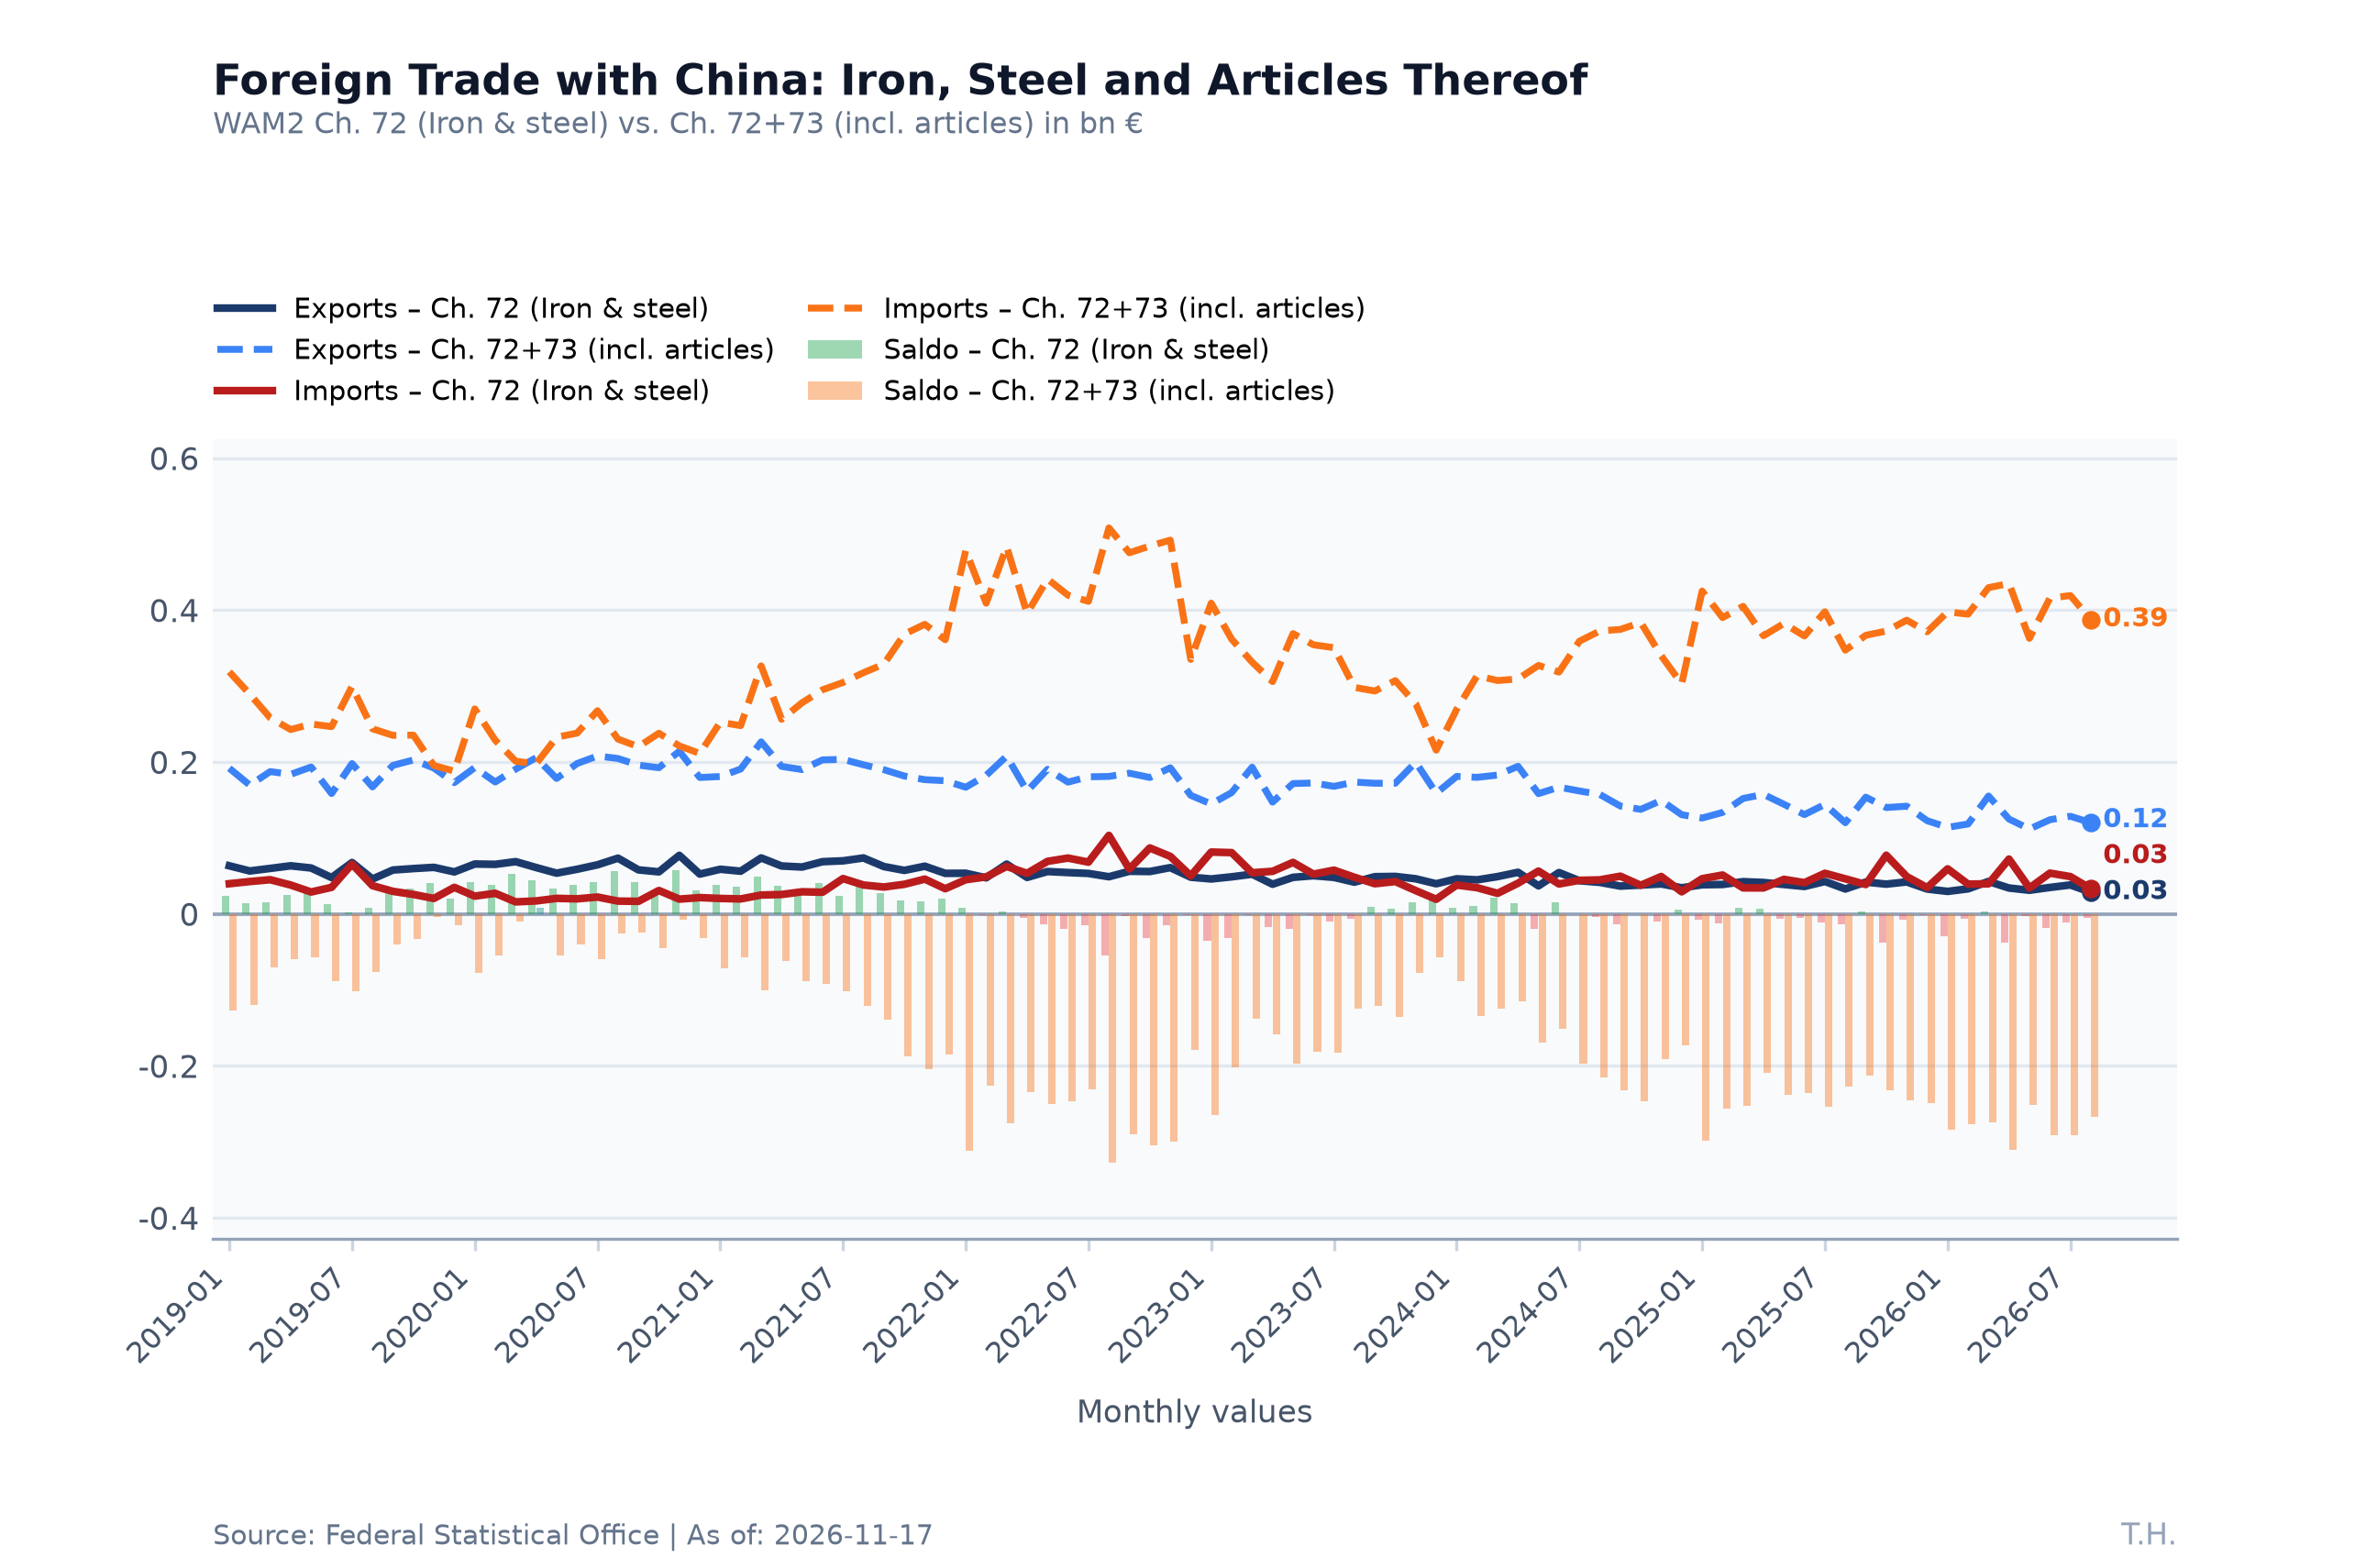 Foreign Trade with China: Iron, Steel and Articles Thereof
WAM2 Ch. 72 (Iron & steel) vs. Ch. 72+73 (incl. articles) in bn €
Exports – Ch. 72 (Iron & steel)
Exports – Ch. 72+73 (incl. articles)
Imports – Ch. 72 (Iron & steel)
Imports – Ch. 72+73 (incl. articles)
Saldo – Ch. 72 (Iron & steel)
Saldo – Ch. 72+73 (incl. articles)
0.6
0.4
0.2
0
-0.2
-0.4
0.39
0.12
0.03
0.03
2019-01
2019-07
2020-01
2020-07
2021-01
2021-07
2022-01
2022-07
2023-01
2023-07
2024-01
2024-07
2025-01
2025-07
2026-01
2026-07
Monthly values
Source: Federal Statistical Office | As of: 2026-11-17
T.H.